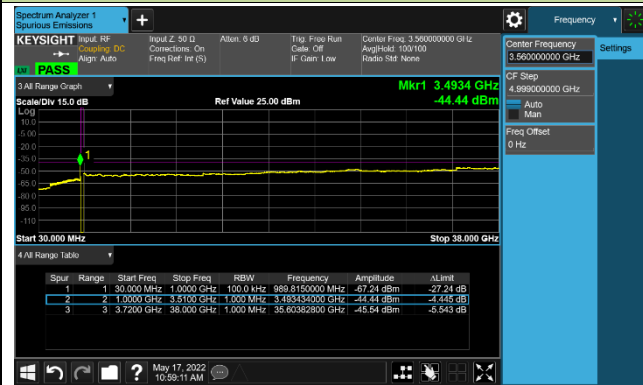 Spectrum Analyzer 1
Spurious Emissions
Frequency
KEYSIGHT
Input: RF
Coupling: DC
Align: Auto
Input Z: 50 Ω
Corrections: On
Freq Ref: Int (S)
Atten: 6 dB
Trig: Free Run
Gate: Off
IF Gain: Low
Center Freq: 3.560000000 GHz
Avg|Hold: 100/100
Radio Std: None
PASS
3 All Range Graph
Mkr1 3.4934 GHz
-44.44 dBm
Scale/Div 15.0 dB
Ref Value 25.00 dBm
Log
10.0
-5.00
-20.0
-35.0
-50.0
-65.0
-80.0
-95.0
-110
1
Start 30.000 MHz
Stop 38.000 GHz
4 All Range Table
Spur Range Start Freq Stop Freq RBW Frequency Amplitude ΔLimit
1 1 30.000 MHz 1.0000 GHz 100.0 kHz 989.8150000 MHz -67.24 dBm -27.24 dB
2 2 1.0000 GHz 3.5100 GHz 1.000 MHz 3.493434000 GHz -44.44 dBm -4.445 dB
3 3 3.7200 GHz 38.000 GHz 1.000 MHz 35.60382800 GHz -45.54 dBm -5.543 dB
May 17, 2022
10:59:11 AM
Center Frequency
3.560000000 GHz
Settings
CF Step
4.999000000 GHz
Auto
Man
Freq Offset
0 Hz